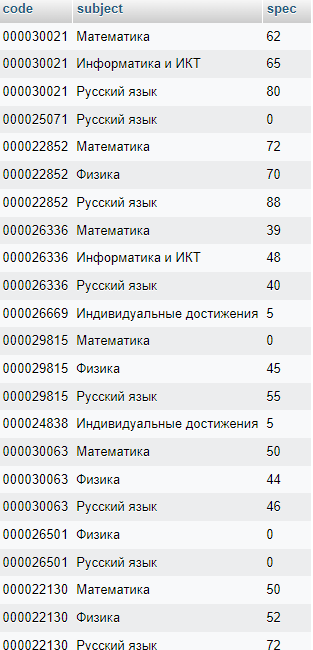 code subject spec
000030021 Математика 62
000030021 Информатика и ИКТ 65
000030021 Русский язык 80
000025071 Русский язык 0
000022852 Математика 72
000022852 Физика 70
000022852 Русский язык 88
000026336 Математика 39
000026336 Информатика и ИКТ 48
000026336 Русский язык 40
000026669 Индивидуальные достижения 5
000029815 Математика 0
000029815 Физика 45
000029815 Русский язык 55
000024838 Индивидуальные достижения 5
000030063 Математика 50
000030063 Физика 44
000030063 Русский язык 46
000026501 Физика 0
000026501 Русский язык 0
000022130 Математика 50
000022130 Физика 52
000022130 Русский язык 72